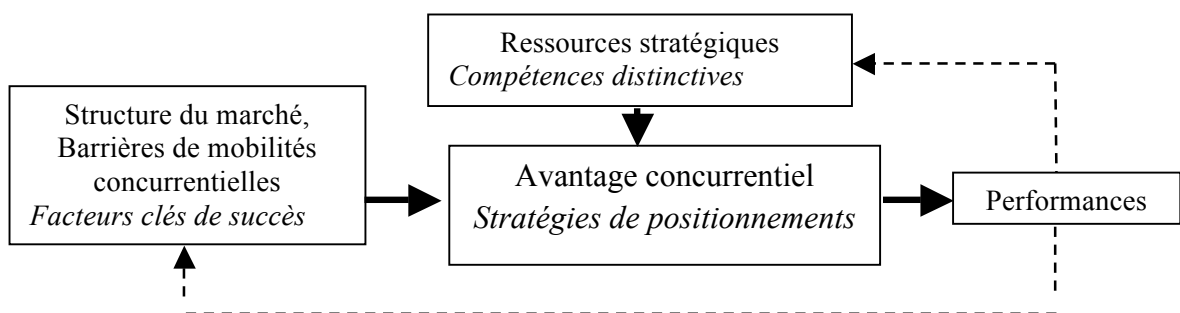 Ressources stratégiques
Compétences distinctives
Structure du marché,
Barrières de mobilités
concurrentielles
Facteurs clés de succès
Avantage concurrentiel
Stratégies de positionnements
Performances